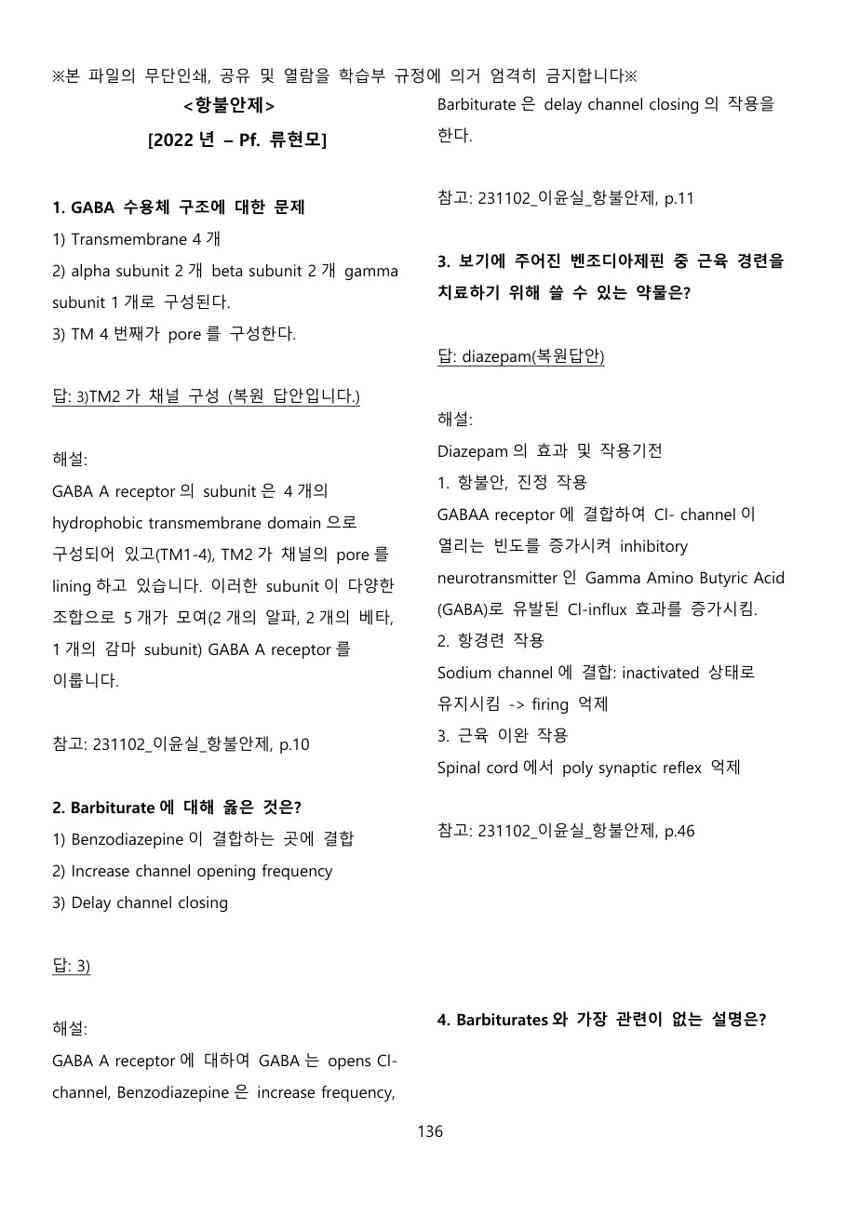 ※본 파일의 무단인쇄, 공유 및 열람을 학습부 규정에 의거 엄격히 금지합니다※
<항불안제>
[2022 년 – Pf. 류현모]
1. GABA 수용체 구조에 대한 문제
1) Transmembrane 4 개
2) alpha subunit 2 개 beta subunit 2 개 gamma
subunit 1 개로 구성된다.
3) TM 4 번째가 pore 를 구성한다.
답: 3)TM2 가 채널 구성 (복원 답안입니다.)
해설:
GABA A receptor 의 subunit 은 4 개의
hydrophobic transmembrane domain 으로
구성되어 있고(TM1-4), TM2 가 채널의 pore 를
lining 하고 있습니다. 이러한 subunit 이 다양한
조합으로 5 개가 모여(2 개의 알파, 2 개의 베타,
1 개의 감마 subunit) GABA A receptor 를
이룹니다.
참고: 231102_이윤실_항불안제, p.10
2. Barbiturate 에 대해 옳은 것은?
1) Benzodiazepine 이 결합하는 곳에 결합
2) Increase channel opening frequency
3) Delay channel closing
답: 3)
해설:
GABA A receptor 에 대하여 GABA 는 opens Cl-
channel, Benzodiazepine 은 increase frequency,
Barbiturate 은 delay channel closing 의 작용을
한다.
참고: 231102_이윤실_항불안제, p.11
3. 보기에 주어진 벤조디아제핀 중 근육 경련을
치료하기 위해 쓸 수 있는 약물은?
답: diazepam(복원답안)
해설:
Diazepam 의 효과 및 작용기전
1. 항불안, 진정 작용
GABAA receptor 에 결합하여 Cl- channel 이
열리는 빈도를 증가시켜 inhibitory
neurotransmitter 인 Gamma Amino Butyric Acid
(GABA)로 유발된 Cl-influx 효과를 증가시킴.
2. 항경련 작용
Sodium channel 에 결합: inactivated 상태로
유지시킴 -> firing 억제
3. 근육 이완 작용
Spinal cord 에서 poly synaptic reflex 억제
참고: 231102_이윤실_항불안제, p.46
4. Barbiturates 와 가장 관련이 없는 설명은?
136